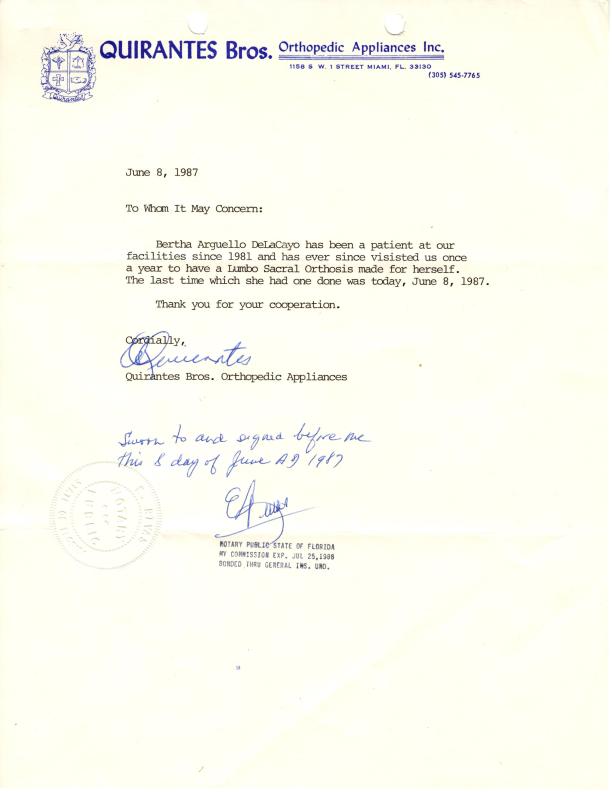 QUIRANTES Bros. Orthopedic Appliances Inc.
1158 S W. 1 STREET MIAMI, FL. 33130
(305) 545-7765
Quirantes
June 8, 1987
To Whom It May Concern:
Bertha Arguello DeLaCayo has been a patient at our
facilities since 1981 and has ever since visisted us once
a year to have a Lumbo Sacral Orthosis made for herself.
The last time which she had one done was today, June 8, 1987.
Thank you for your cooperation.
Cordially,
Quirantes Bros. Orthopedic Appliances
Sworn to and signed before me
this 8 day of June AD 1987
NOTARY PUBLIC STATE OF FLORIDA
MY COMMISSION EXP. JUL 25,1988
BONDED THRU GENERAL INS. UND.